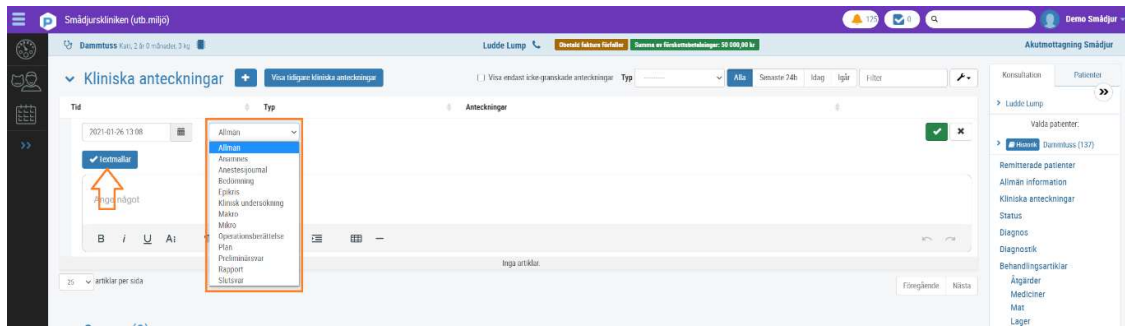 Smådjurskliniken (utb.miljö)
125
0
Demo Smådjur
Dammtuss Katt, 2 år 0 månader, 3 kg
Ludde Lump
Obetald faktura förfallen
Summa av förskottsbetalningar: 50 000,00 kr
Akutmottagning Smådjur
Kliniska anteckningar
Visa tidigare kliniska anteckningar
Visa endast icke granskade anteckningar
Typ
Alla
Senaste 24h
Idag
Igår
Filter
Konsultation
Patienter
Tid
Typ
Anteckningar
Ludde Lump
Valda patienter:
2021-01-26 13:08
Allmän
Historik Dammtuss (137)
Textmallar
Allmän
Anamnes
Anestesijournal
Bedömning
Epikris
Klinisk undersökning
Makro
Mikro
Operationsberättelse
Plan
Preliminärsvar
Rapport
Slutsvar
Ange något
B i U A
Inga artiklar.
25 artiklar per sida
Föregående
Nästa
Remitterade patienter
Allmän information
Kliniska anteckningar
Status
Diagnos
Diagnostik
Behandlingsartiklar
Åtgärder
Mediciner
Mat
Lager